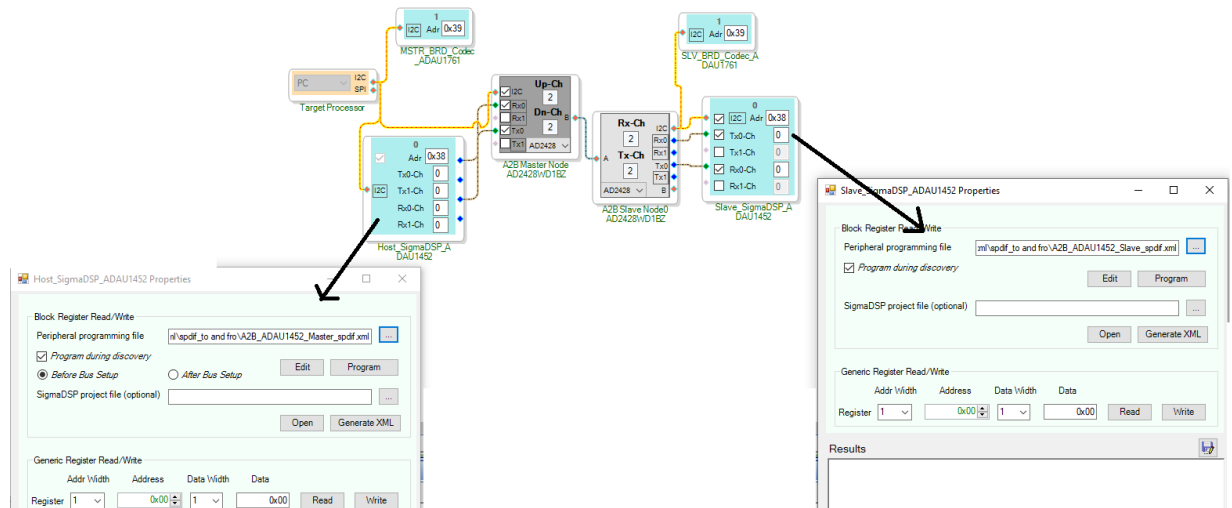 1
I2C Adr 0x39
MSTR_BRD_Codec
_ADAU1761
PC I2C
SPI
Target Processor
0
Adr 0x38
Tx0-Ch 0
I2C Tx1-Ch 0
Rx0-Ch 0
Rx1-Ch 0
Host_SigmaDSP_A
DAU1452
Up-Ch
I2C 2
Rx0
Rx1 Dn-Ch B
Tx0 2
Tx1 AD2428
A2B Master Node
AD2428WD1BZ
Rx-Ch I2C
2 Rx0
A Tx-Ch Rx1
2 Tx0
Tx1
AD2428 B
A2B Slave Node0
AD2428WD1BZ
1
I2C Adr 0x39
SLV_BRD_Codec_A
DAU1761
0
I2C Adr 0x38
Tx0-Ch 0
Tx1-Ch 0
Rx0-Ch 0
Rx1-Ch 0
Slave_SigmaDSP_A
DAU1452
Host_SigmaDSP_ADAU1452 Properties
Block Register Read/Write
Peripheral programming file nl\spdif_to and fro\A2B_ADAU1452_Master_spdif.xml ...
Program during discovery
Before Bus Setup After Bus Setup Edit Program
SigmaDSP project file (optional) ...
Open Generate XML
Generic Register Read/Write
Addr Width Address Data Width Data
Register 1 0x00 1 0x00 Read Write
Slave_SigmaDSP_ADAU1452 Properties
Block Register Read/Write
Peripheral programming file :ml\spdif_to and fro\A2B_ADAU1452_Slave_spdif.xml ...
Program during discovery
Edit Program
SigmaDSP project file (optional) ...
Open Generate XML
Generic Register Read/Write
Addr Width Address Data Width Data
Register 1 0x00 1 0x00 Read Write
Results